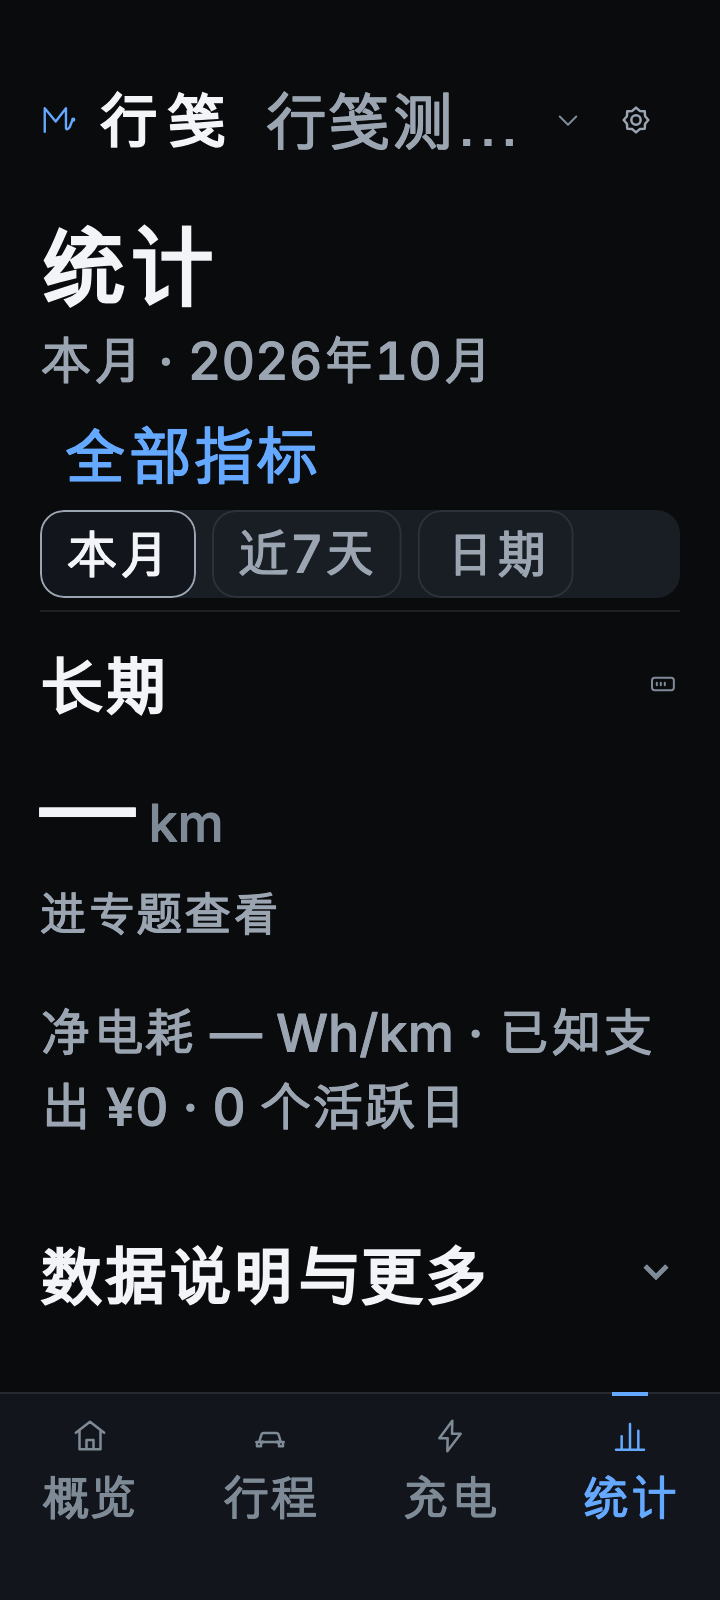 行笺 行笺测...
统计
本月 · 2026年10月
全部指标
本月 近7天 日期
长期
— km
进专题查看
净电耗 — Wh/km · 已知支
出 ¥0 · 0 个活跃日
数据说明与更多
概览 行程 充电 统计